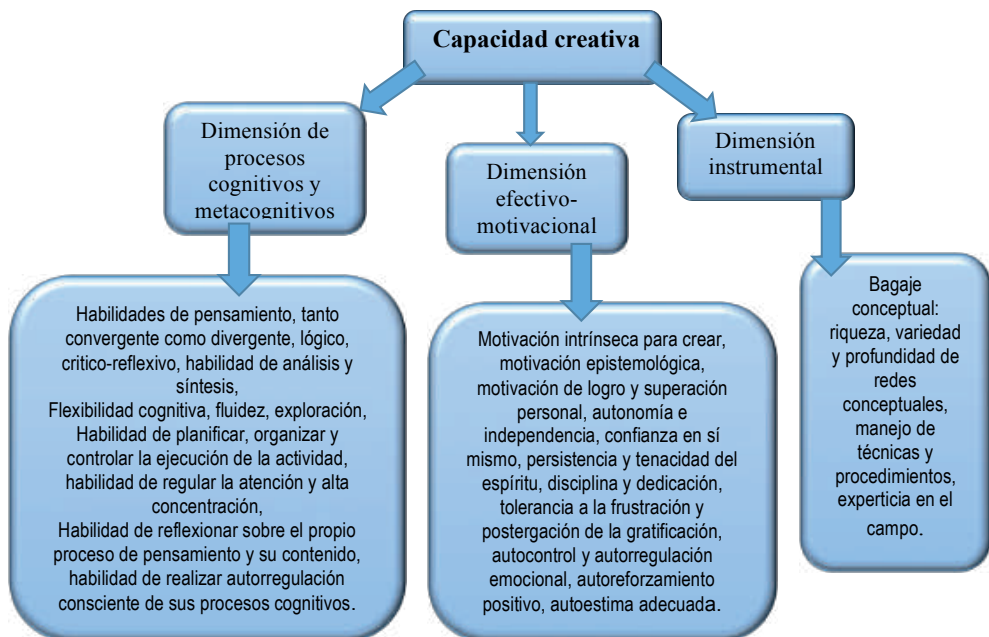 Capacidad creativa
Dimensión de
procesos
cognitivos y
metacognitivos
Dimensión
efectivo-
motivacional
Dimensión
instrumental
Habilidades de pensamiento, tanto
convergente como divergente, lógico,
critico-reflexivo, habilidad de análisis y
síntesis,
Flexibilidad cognitiva, fluidez, exploración,
Habilidad de planificar, organizar y
controlar la ejecución de la actividad,
habilidad de regular la atención y alta
concentración,
Habilidad de reflexionar sobre el propio
proceso de pensamiento y su contenido,
habilidad de realizar autorregulación
consciente de sus procesos cognitivos.
Motivación intrínseca para crear,
motivación epistemológica,
motivación de logro y superación
personal, autonomía e
independencia, confianza en sí
mismo, persistencia y tenacidad del
espíritu, disciplina y dedicación,
tolerancia a la frustración y
postergación de la gratificación,
autocontrol y autorregulación
emocional, autoreforzamiento
positivo, autoestima adecuada.
Bagaje
conceptual:
riqueza, variedad
y profundidad de
redes
conceptuales,
manejo de
técnicas y
procedimientos,
experticia en el
campo.